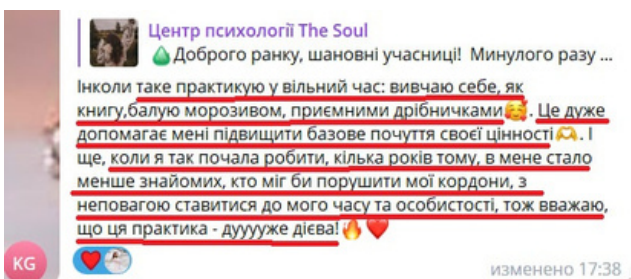 Центр психології The Soul
Доброго ранку, шановні учасниці! Минулого разу ...
Інколи таке практикую у вільний час: вивчаю себе, як
книгу,балую морозивом, приємними дрібничками🥰. Це дуже
допомагає мені підвищити базове почуття своєї цінності🫶. І
ще, коли я так почала робити, кілька років тому, в мене стало
менше знайомих, хто міг би порушити мої кордони, з
неповагою ставитися до мого часу та особистості, тож вважаю,
що ця практика - дууууже дієва!🔥❤️
KG
изменено 17:38